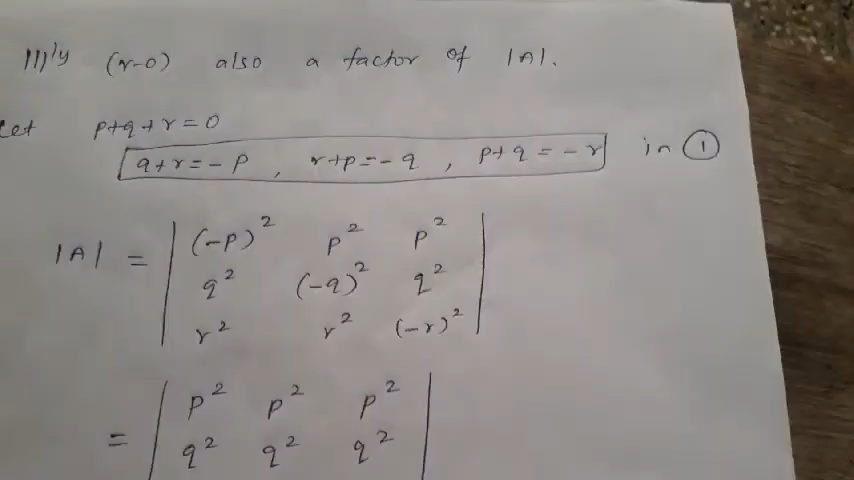 |||ly (r-0) also a factor of |A|.
Let p+q+r=0
q+r=-p , r+p=-q , p+q=-r in ①
|A| = | (-p)² p² p² |
| q² (-q)² q² |
| r² r² (-r)² |
= | p² p² p² |
| q² q² q² |